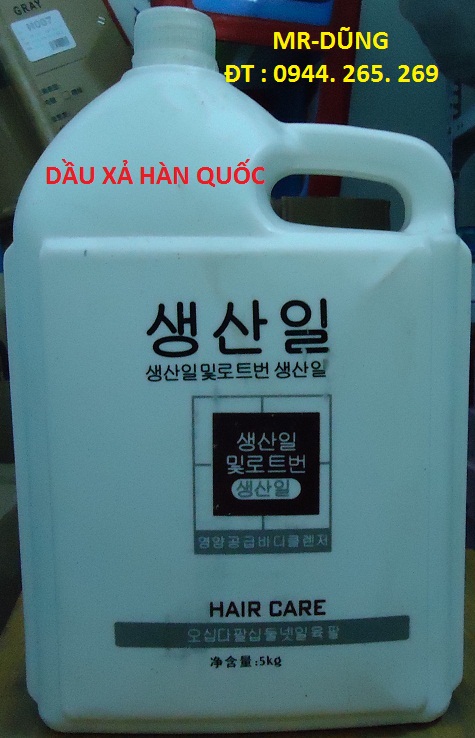 GRAY
MR-DŨNG
ĐT : 0944. 265. 269
DẦU XẢ HÀN QUỐC
생산일
생산일및로트번 생산일
생산일
및로트번
생산일
영양공급바디클렌저
HAIR CARE
오십다팔십둘넷일육팔
净含量:5kg